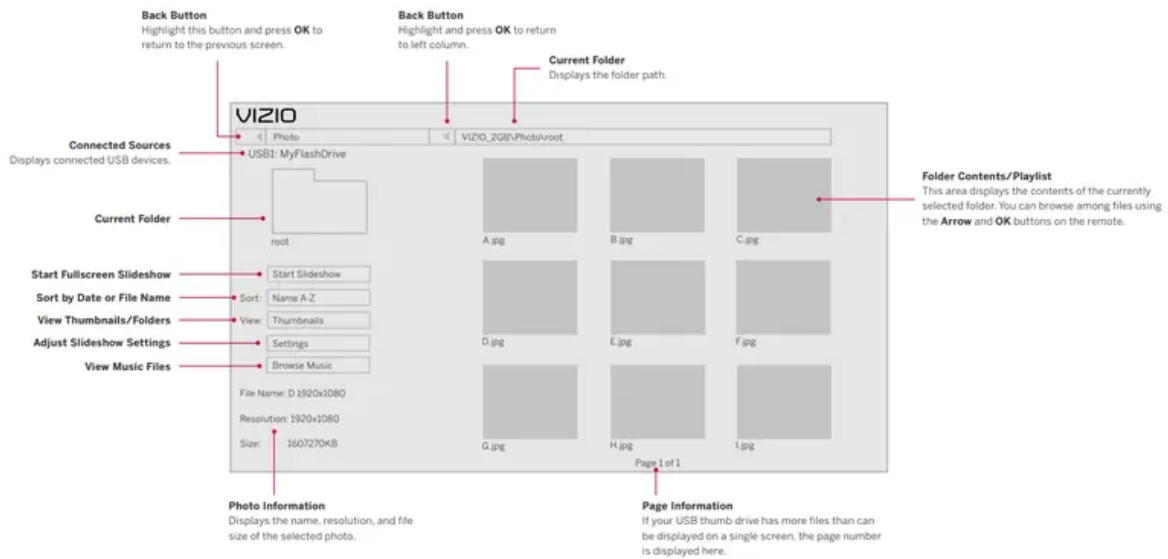 Back Button
Highlight this button and press OK to
return to the previous screen.
Back Button
Highlight and press OK to return
to left column.
Current Folder
Displays the folder path.
VIZIO
Photo
VIZIO_2GB\Photo\root
Connected Sources
Displays connected USB devices.
USB1: MyFlashDrive
Current Folder
root
A.jpg
B.jpg
C.jpg
Folder Contents/Playlist
This area displays the contents of the currently
selected folder. You can browse among files using
the Arrow and OK buttons on the remote.
Start Fullscreen Slideshow
Start Slideshow
Sort by Date or File Name
Sort: Name A-Z
View Thumbnails/Folders
View: Thumbnails
Adjust Slideshow Settings
Settings
View Music Files
Browse Music
D.jpg
E.jpg
F.jpg
File Name: D 1920x1080
Resolution: 1920x1080
Size: 1607270KB
G.jpg
H.jpg
I.jpg
Page 1 of 1
Photo Information
Displays the name, resolution, and file
size of the selected photo.
Page Information
If your USB thumb drive has more files than can
be displayed on a single screen, the page number
is displayed here.